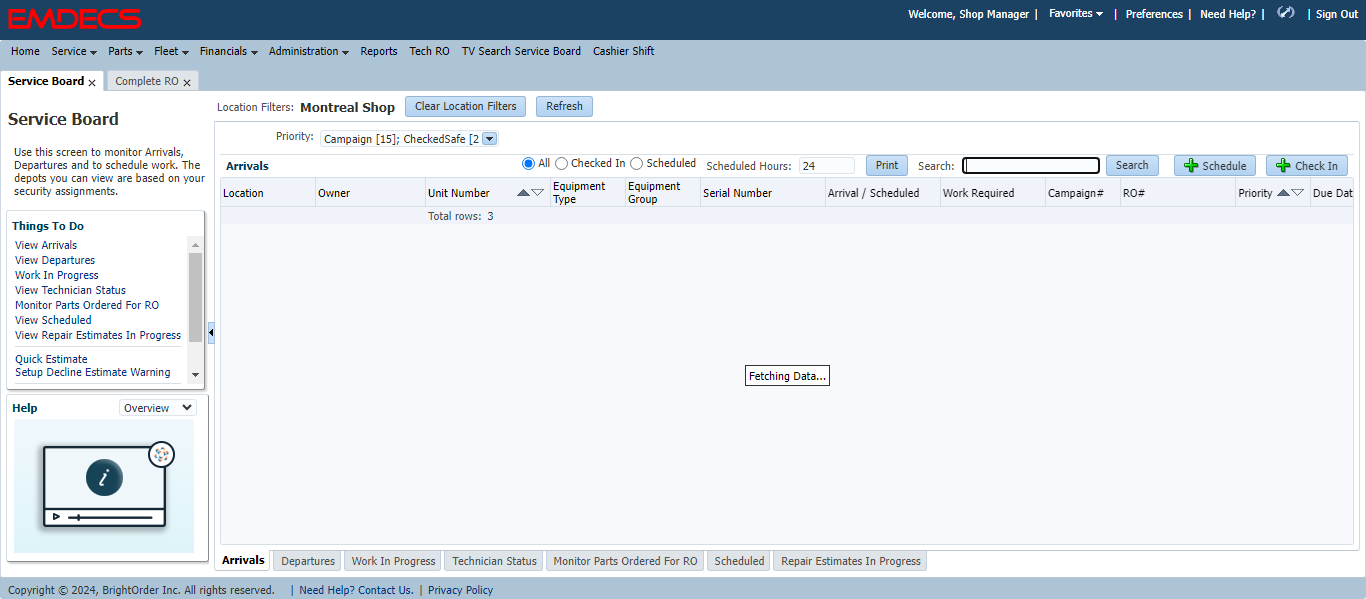 EMDECS
Welcome, Shop Manager | Favorites | Preferences | Need Help? | | Sign Out
Home Service Parts Fleet Financials Administration Reports Tech RO TV Search Service Board Cashier Shift
Service Board x Complete RO x
Service Board
Use this screen to monitor Arrivals,
Departures and to schedule work. The
depots you can view are based on your
security assignments.
Things To Do
View Arrivals
View Departures
Work In Progress
View Technician Status
Monitor Parts Ordered For RO
View Scheduled
View Repair Estimates In Progress
Quick Estimate
Setup Decline Estimate Warning
Help Overview
i
Location Filters: Montreal Shop Clear Location Filters Refresh
Priority: Campaign [15]; CheckedSafe [2
Arrivals All Checked In Scheduled Scheduled Hours: 24 Print Search: Search Schedule Check In
Location Owner Unit Number Equipment Type Equipment Group Serial Number Arrival / Scheduled Work Required Campaign# RO# Priority Due Dat
Total rows: 3
Fetching Data...
Arrivals Departures Work In Progress Technician Status Monitor Parts Ordered For RO Scheduled Repair Estimates In Progress
Copyright © 2024, BrightOrder Inc. All rights reserved. | Need Help? Contact Us. | Privacy Policy